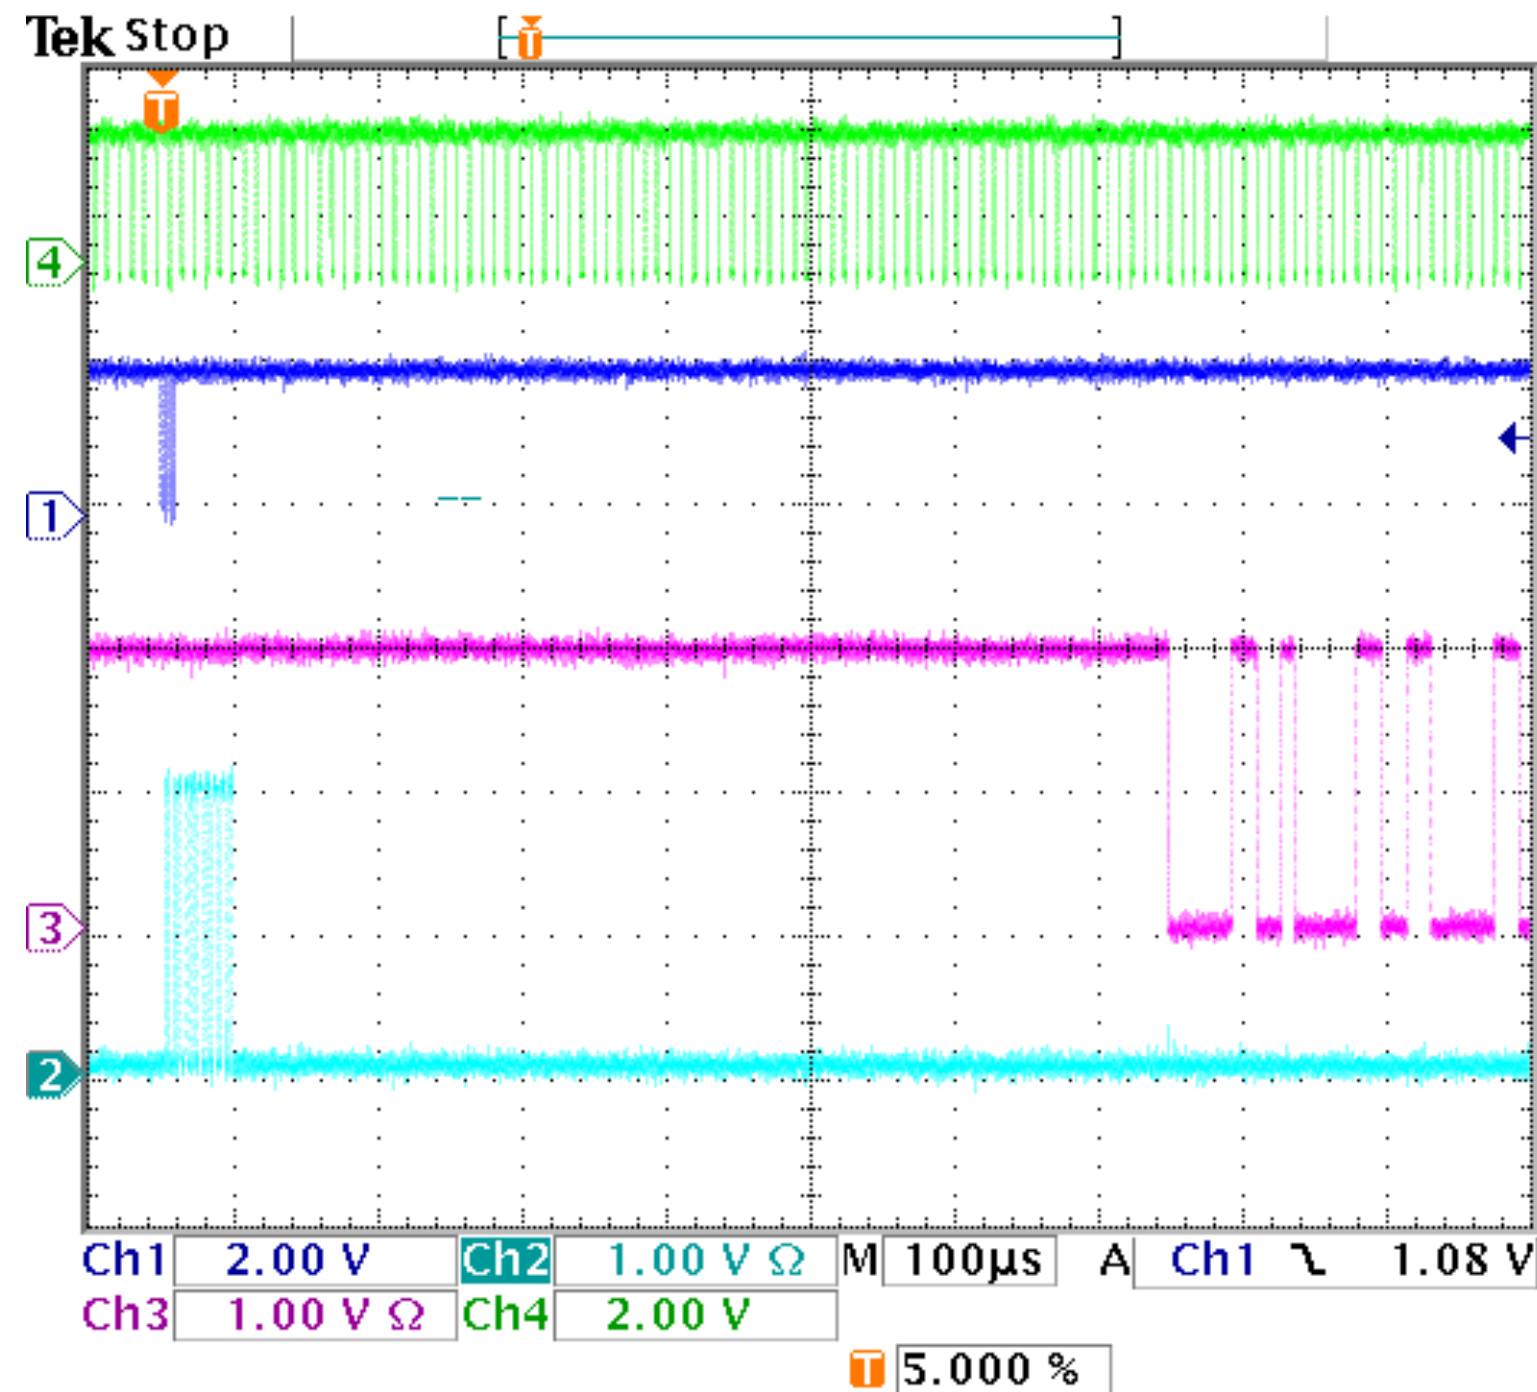 Tek Stop
T
T
4
1
3
2
Ch1 2.00 V Ch2 1.00 V Ω M 100µs A Ch1 1.08 V
Ch3 1.00 V Ω Ch4 2.00 V
T 5.000 %